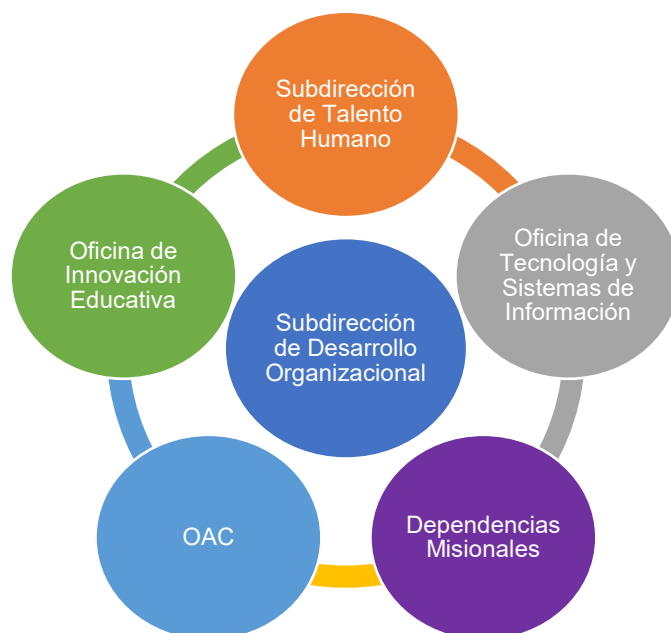 Subdirección
de Talento
Humano
Oficina de
Innovación
Educativa
Oficina de
Tecnología y
Sistemas de
Información
Subdirección
de Desarrollo
Organizacional
OAC
Dependencias
Misionales